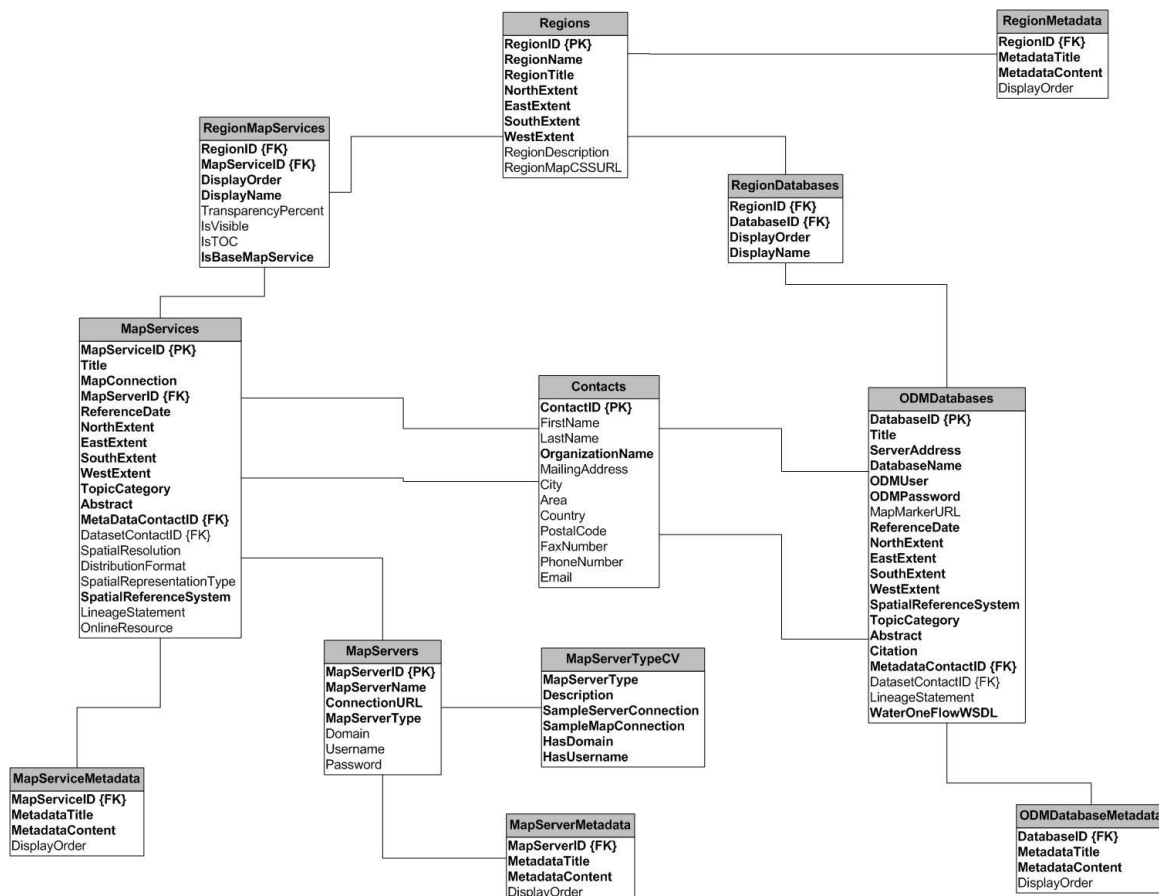 Regions
RegionID {PK}
RegionName
RegionTitle
NorthExtent
EastExtent
SouthExtent
WestExtent
RegionDescription
RegionMapCSSURL
RegionMetadata
RegionID {FK}
MetadataTitle
MetadataContent
DisplayOrder
RegionMapServices
RegionID {FK}
MapServiceID {FK}
DisplayOrder
DisplayName
TransparencyPercent
IsVisible
IsTOC
IsBaseMapService
RegionDatabases
RegionID {FK}
DatabaseID {FK}
DisplayOrder
DisplayName
MapServices
MapServiceID {PK}
Title
MapConnection
MapServerID {FK}
ReferenceDate
NorthExtent
EastExtent
SouthExtent
WestExtent
TopicCategory
Abstract
MetaDataContactID {FK}
DatasetContactID {FK}
SpatialResolution
DistributionFormat
SpatialRepresentationType
SpatialReferenceSystem
LineageStatement
OnlineResource
Contacts
ContactID {PK}
FirstName
LastName
OrganizationName
MailingAddress
City
Area
Country
PostalCode
FaxNumber
PhoneNumber
Email
ODMDatabases
DatabaseID {PK}
Title
ServerAddress
DatabaseName
ODMUser
ODMPassword
MapMarkerURL
ReferenceDate
NorthExtent
EastExtent
SouthExtent
WestExtent
SpatialReferenceSystem
TopicCategory
Abstract
Citation
MetadataContactID {FK}
DatasetContactID {FK}
LineageStatement
WaterOneFlowWSDL
MapServers
MapServerID {PK}
MapServerName
ConnectionURL
MapServerType
Domain
Username
Password
MapServerTypeCV
MapServerType
Description
SampleServerConnection
SampleMapConnection
HasDomain
HasUsername
MapServiceMetadata
MapServiceID {FK}
MetadataTitle
MetadataContent
DisplayOrder
MapServerMetadata
MapServerID {FK}
MetadataTitle
MetadataContent
DisplayOrder
ODMDatabaseMetadata
DatabaseID {FK}
MetadataTitle
MetadataContent
DisplayOrder